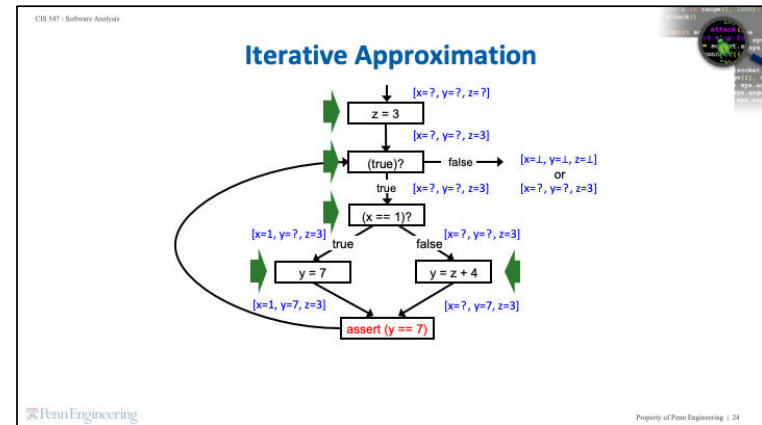 CIS 547 - Software Analysis
Iterative Approximation
[x=?, y=?, z=?]
z = 3
[x=?, y=?, z=3]
(true)?
false
[x=⊥, y=⊥, z=⊥]
or
[x=?, y=?, z=3]
true
[x=?, y=?, z=3]
(x == 1)?
[x=1, y=?, z=3]
[x=?, y=?, z=3]
true
false
y = 7
y = z + 4
[x=1, y=7, z=3]
[x=?, y=7, z=3]
assert (y == 7)
Penn Engineering
Property of Penn Engineering | 24